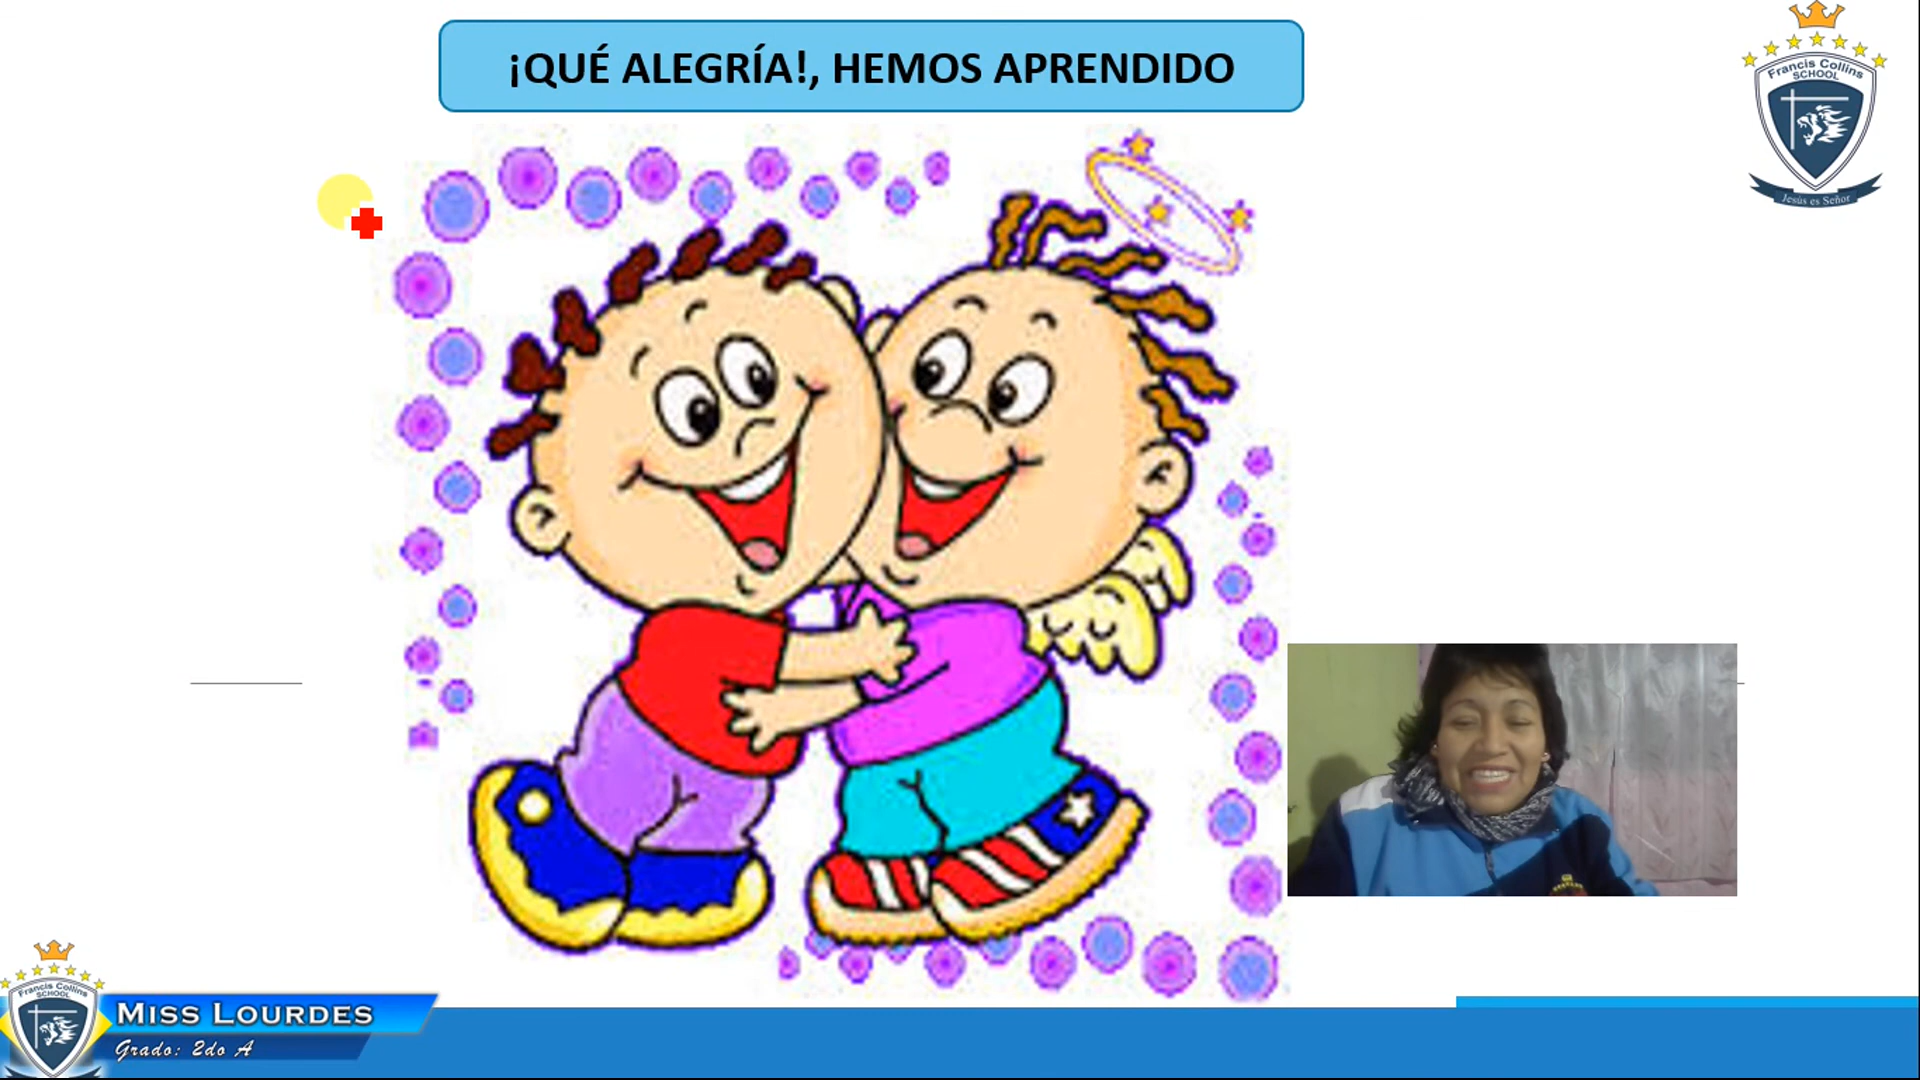 ¡QUÉ ALEGRÍA!, HEMOS APRENDIDO
Francis Collins
SCHOOL
Jesús es Señor
Francis Collins
SCHOOL
MISS LOURDES
Grado: 2do A